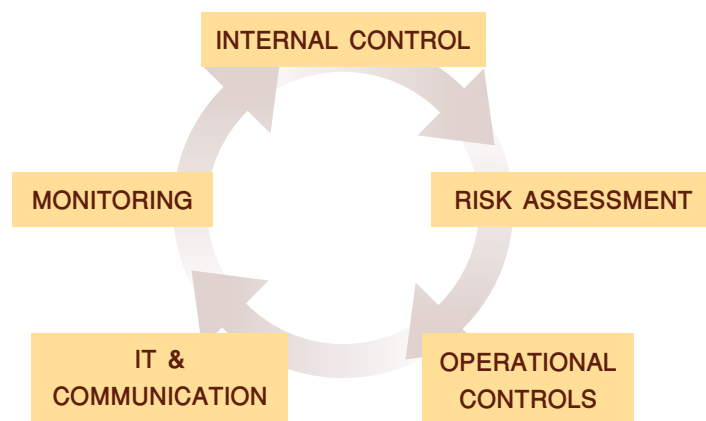 INTERNAL CONTROL
MONITORING
RISK ASSESSMENT
IT &
COMMUNICATION
OPERATIONAL
CONTROLS